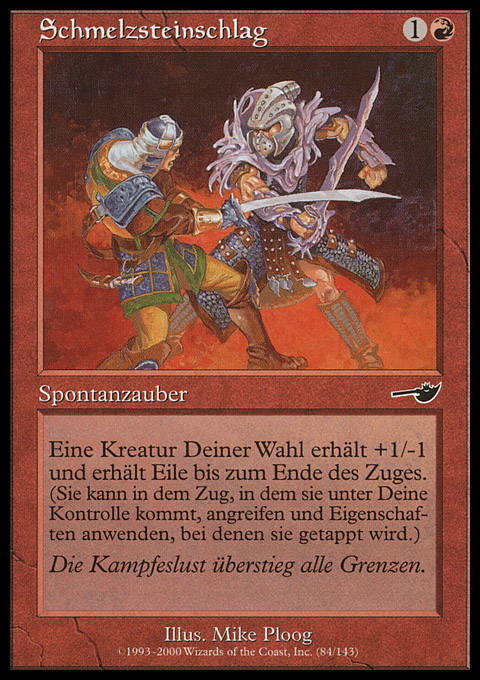 Schmelzsteinschlag 1
Spontanzauber
Eine Kreatur Deiner Wahl erhält +1/-1
und erhält Eile bis zum Ende des Zuges.
(Sie kann in dem Zug, in dem sie unter Deine
Kontrolle kommt, angreifen und Eigenschaf-
ten anwenden, bei denen sie getappt wird.)
Die Kampfeslust überstieg alle Grenzen.
Illus. Mike Ploog
©1993-2000 Wizards of the Coast, Inc. (84/143)